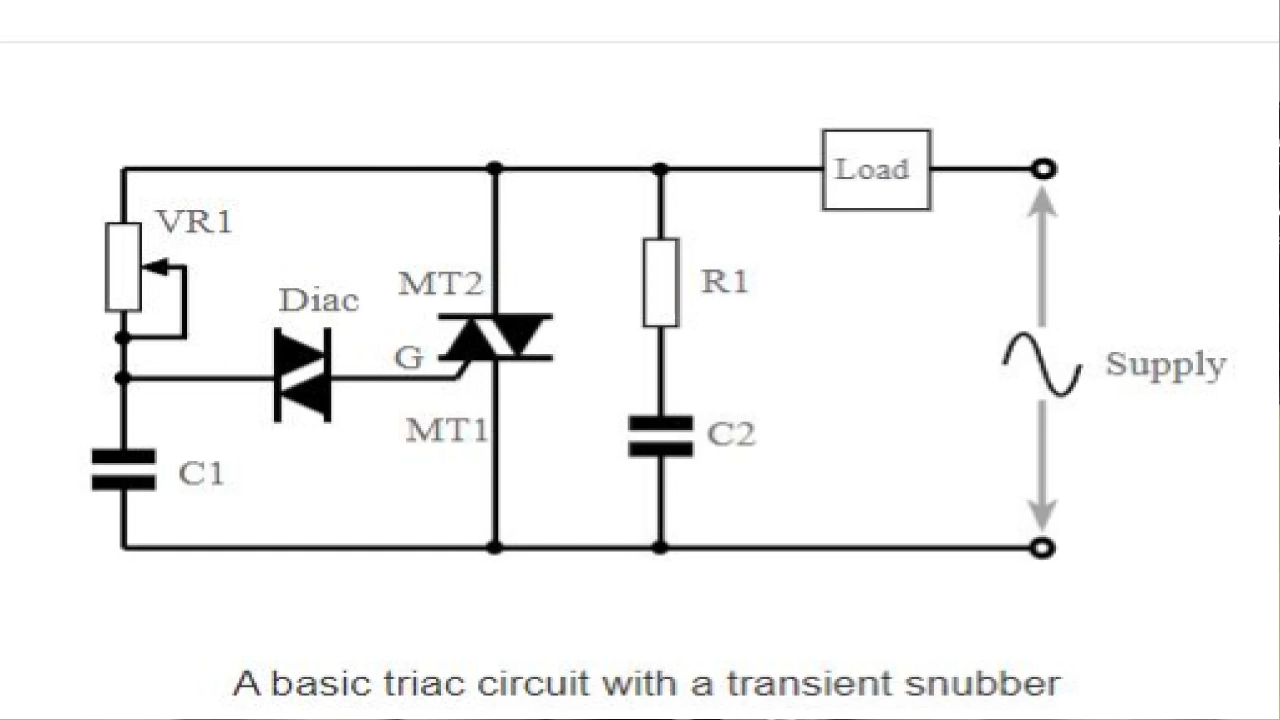 Load
VR1
MT2
R1
Diac
G
Supply
MT1
C2
C1
A basic triac circuit with a transient snubber